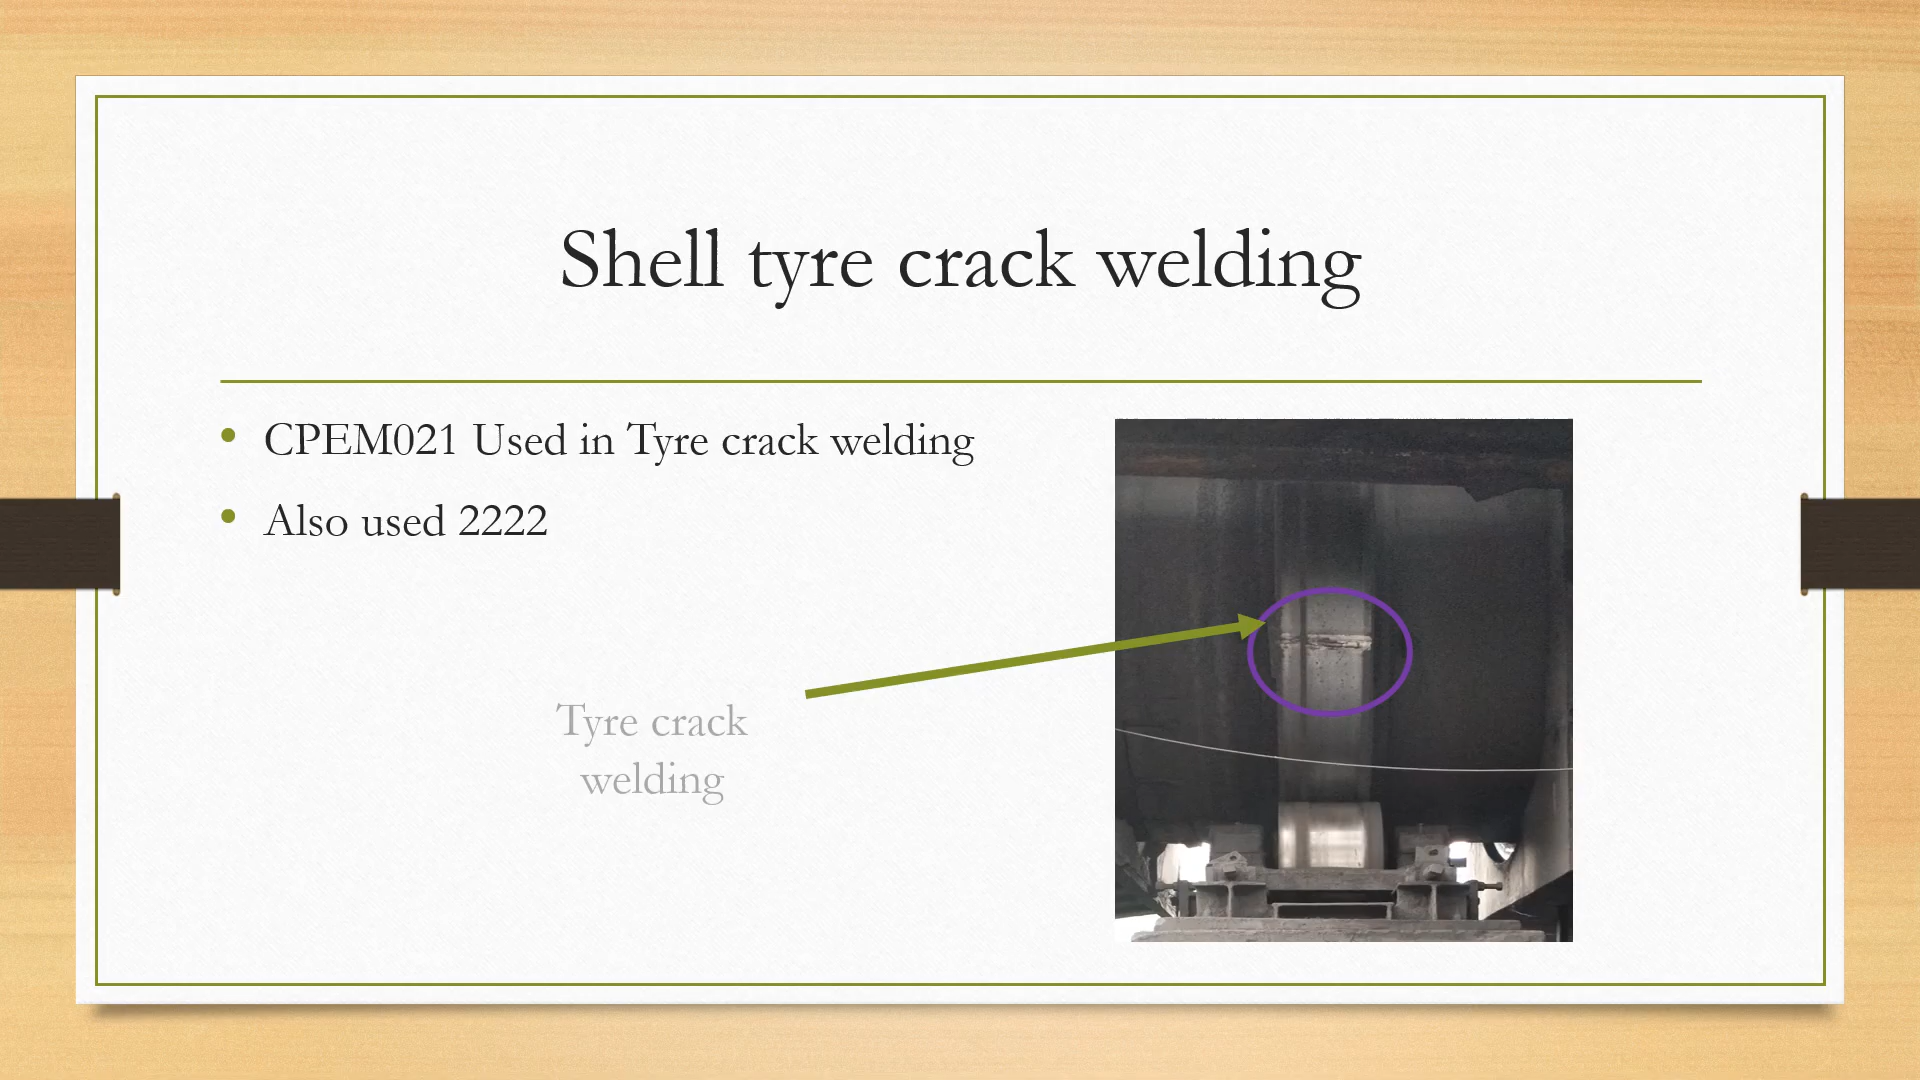 Shell tyre crack welding
CPEM021 Used in Tyre crack welding
Also used 2222
Tyre crack
welding